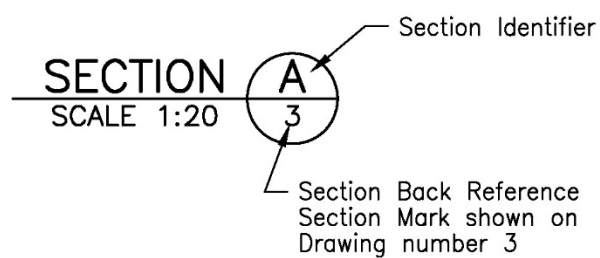 Section Identifier
SECTION A
SCALE 1:20 3
Section Back Reference
Section Mark shown on
Drawing number 3